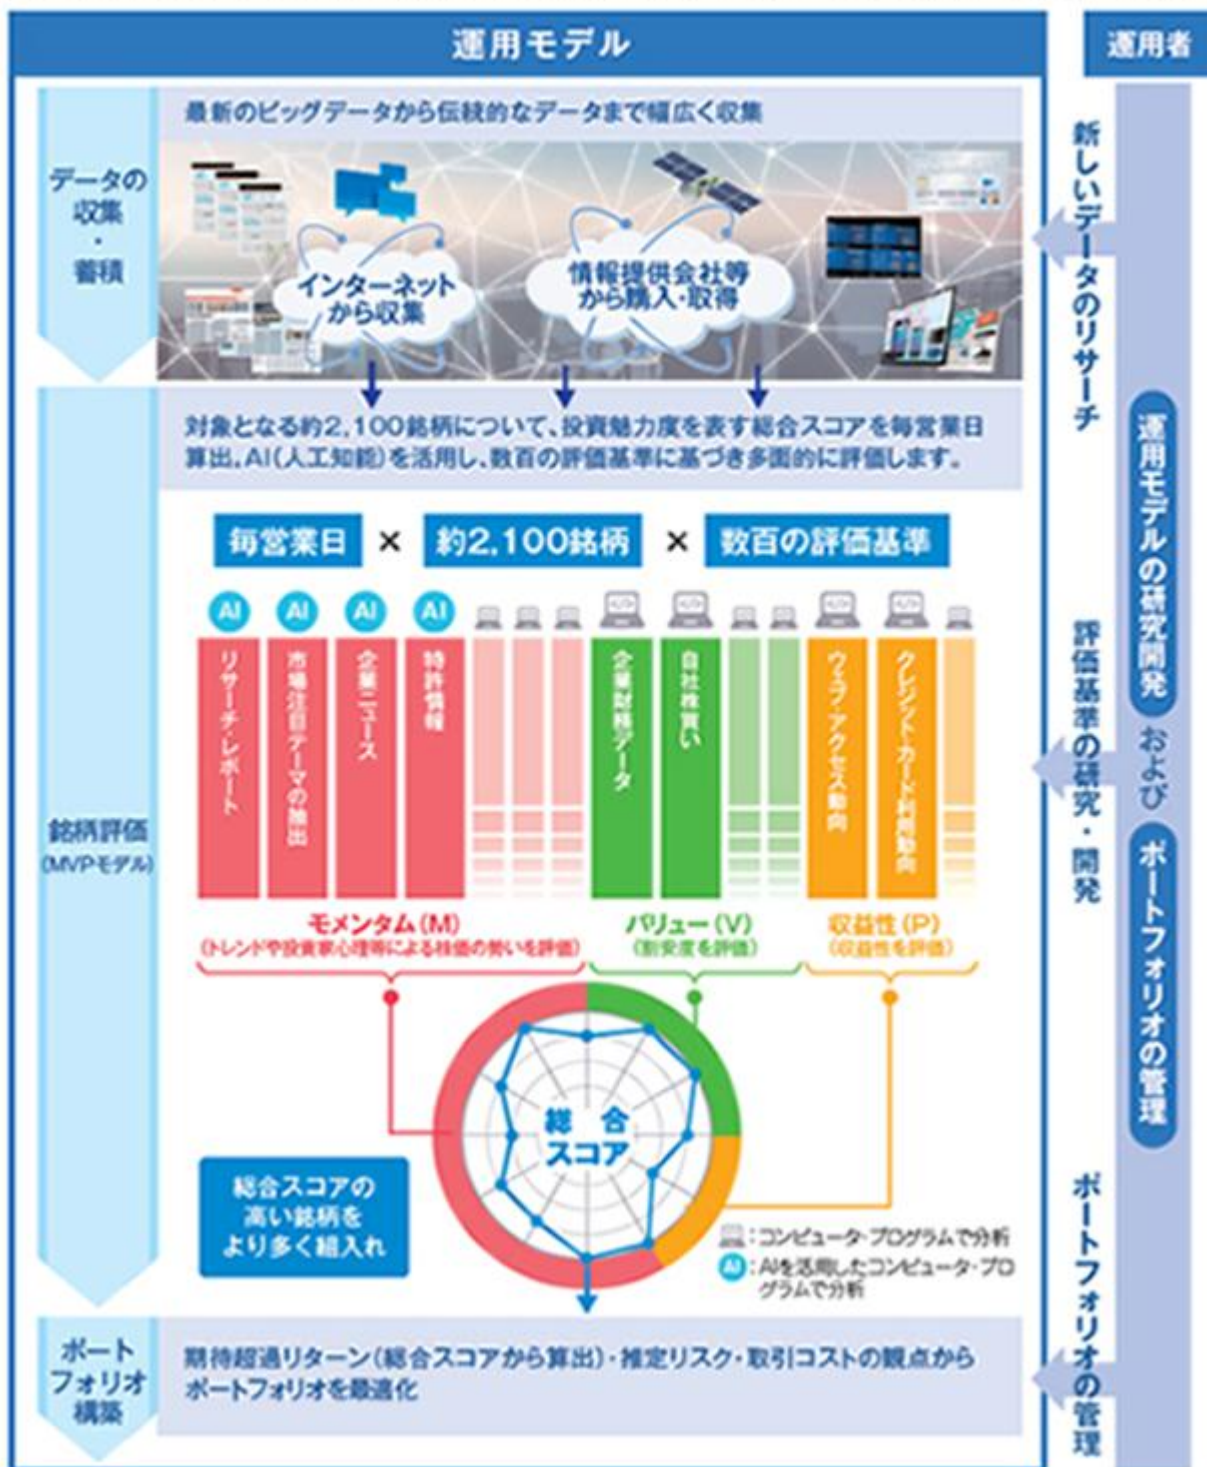 運用モデル
運用者
データの
収集
・
蓄積
最新のビッグデータから伝統的なデータまで幅広く収集
インターネット
から収集
情報提供会社等
から購入・取得
新しいデータのリサーチ
対象となる約2,100銘柄について、投資魅力度を表す総合スコアを毎営業日
算出。AI(人工知能)を活用し、数百の評価基準に基づき多面的に評価します。
銘柄評価
(MVPモデル)
毎営業日 × 約2,100銘柄 × 数百の評価基準
AI
AI
AI
AI
リサーチ・レポート
市場注目テーマの抽出
企業ニュース
特許情報
企業財務データ
自社株買い
ウェブ・アクセス動向
クレジット・カード利用動向
モメンタム(M)
(トレンドや投資家心理等による株価の勢いを評価)
バリュー(V)
(割安度を評価)
収益性(P)
(収益性を評価)
総合
スコア
総合スコアの
高い銘柄を
より多く組入れ
:コンピュータ・プログラムで分析
AI:AIを活用したコンピュータ・プロ
グラムで分析
評価基準の研究・開発
運用モデルの研究開発
および
ポートフォリオの管理
ポート
フォリオ
構築
期待超過リターン(総合スコアから算出)・推定リスク・取引コストの観点から
ポートフォリオを最適化
ポートフォリオの管理